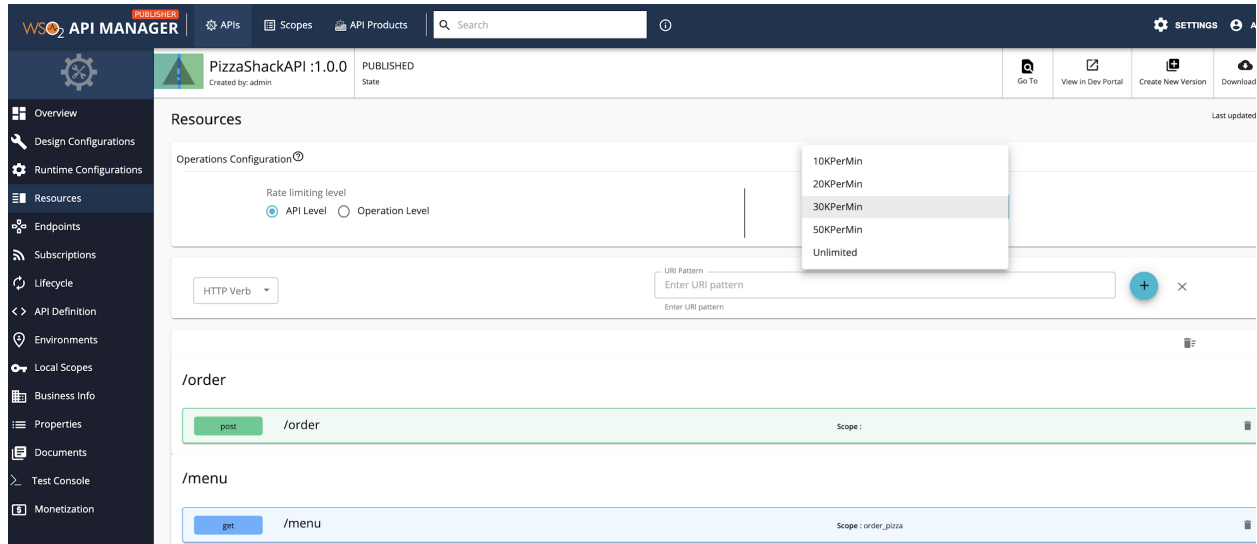 PUBLISHER
WSO2 API MANAGER
APIs
Scopes
API Products
Search
SETTINGS
PizzaShackAPI :1.0.0
Created by: admin
PUBLISHED
State
Go To
View in Dev Portal
Create New Version
Download
Overview
Design Configurations
Runtime Configurations
Resources
Endpoints
Subscriptions
Lifecycle
API Definition
Environments
Local Scopes
Business Info
Properties
Documents
Test Console
Monetization
Resources
Last updated
Operations Configuration
Rate limiting level
API Level
Operation Level
10KPerMin
20KPerMin
30KPerMin
50KPerMin
Unlimited
HTTP Verb
URI Pattern
Enter URI pattern
Enter URI pattern
/order
post
/order
Scope :
/menu
get
/menu
Scope : order_pizza